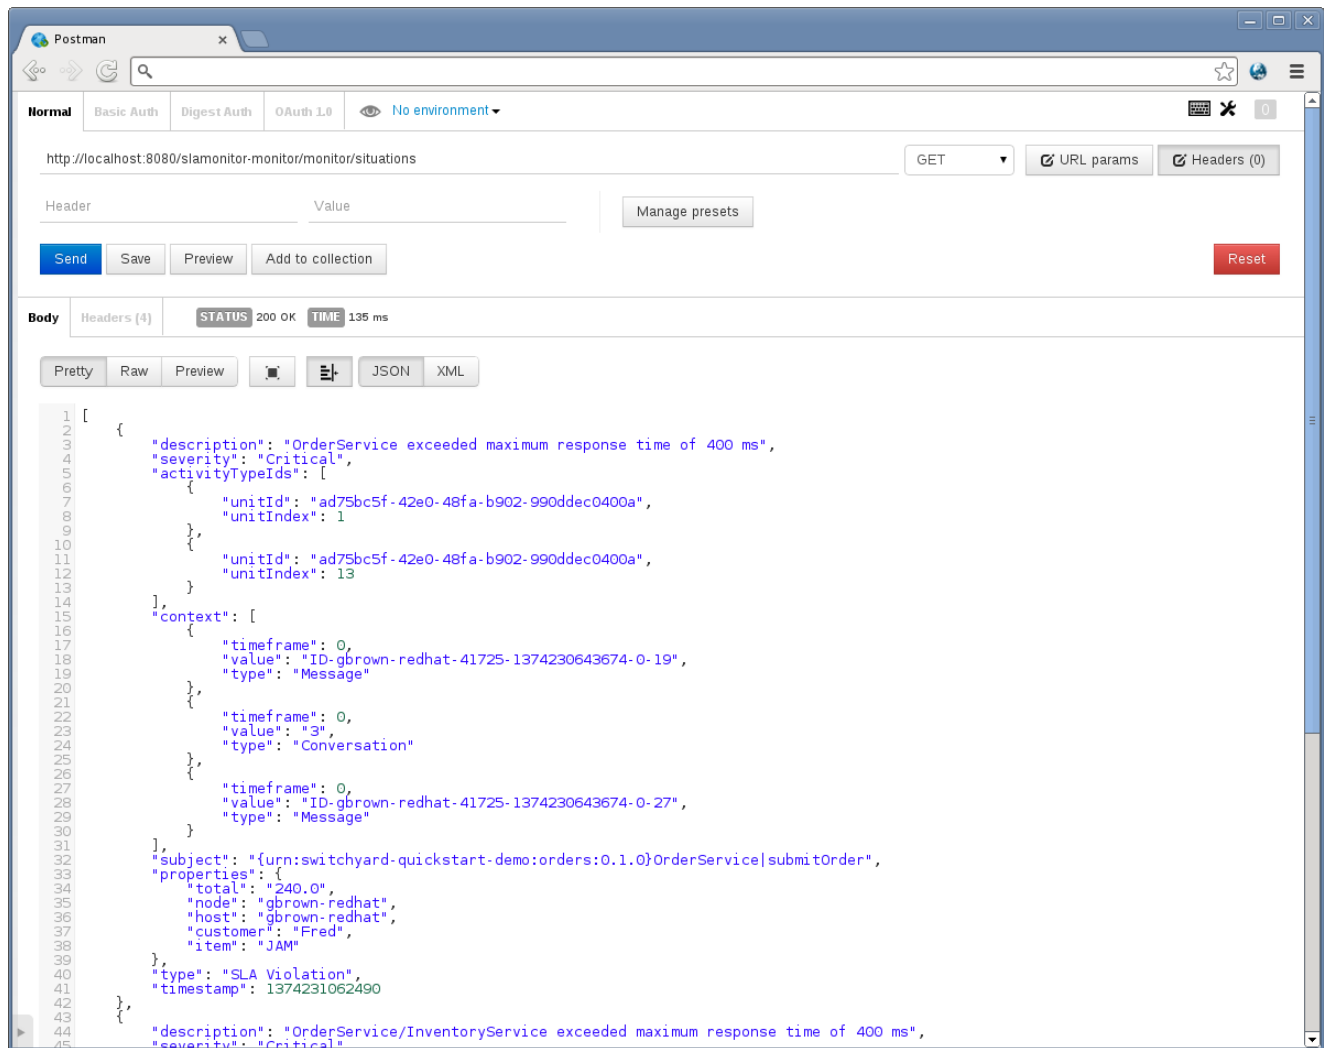 Postman
Normal Basic Auth Digest Auth OAuth 1.0 No environment 0
http://localhost:8080/slamonitor-monitor/monitor/situations GET URL params Headers (0)
Header Value Manage presets
Send Save Preview Add to collection Reset
Body Headers (4) STATUS 200 OK TIME 135 ms
Pretty Raw Preview JSON XML
1 [
2 {
3 "description": "OrderService exceeded maximum response time of 400 ms",
4 "severity": "Critical",
5 "activityTypeIds": [
6 {
7 "unitId": "ad75bc5f-42e0-48fa-b902-990ddec0400a",
8 "unitIndex": 1
9 },
10 {
11 "unitId": "ad75bc5f-42e0-48fa-b902-990ddec0400a",
12 "unitIndex": 13
13 }
14 ],
15 "context": [
16 {
17 "timeframe": 0,
18 "value": "ID-gbrown-redhat-41725-1374230643674-0-19",
19 "type": "Message"
20 },
21 {
22 "timeframe": 0,
23 "value": "3",
24 "type": "Conversation"
25 },
26 {
27 "timeframe": 0,
28 "value": "ID-gbrown-redhat-41725-1374230643674-0-27",
29 "type": "Message"
30 }
31 ],
32 "subject": "{urn:switchyard-quickstart-demo:orders:0.1.0}OrderService|submitOrder",
33 "properties": {
34 "total": "240.0",
35 "node": "gbrown-redhat",
36 "host": "gbrown-redhat",
37 "customer": "Fred",
38 "item": "JAM"
39 },
40 "type": "SLA Violation",
41 "timestamp": 1374231062490
42 },
43 {
44 "description": "OrderService/InventoryService exceeded maximum response time of 400 ms",
45 "severity": "Critical"